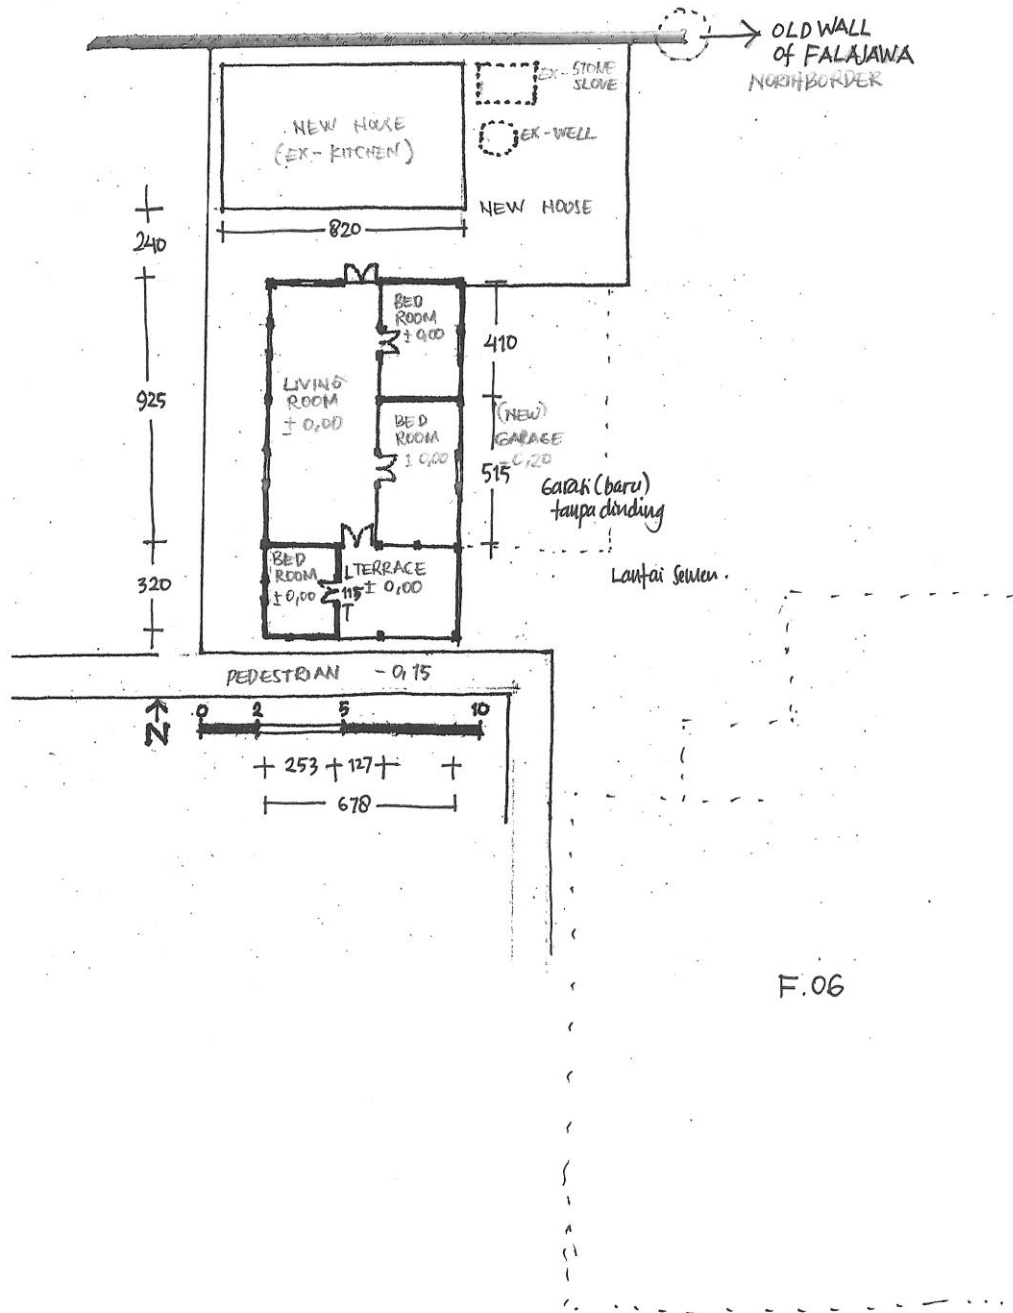 OLD WALL
of FALAJAWA
NORTH BORDER
EX-STONE
SLOVE
EX-WELL
NEW HOUSE
(EX-KITCHEN)
NEW HOUSE
820
240
925
320
BED
ROOM
± 0,00
410
LIVING
ROOM
± 0,00
BED
ROOM
± 0,00
(NEW)
GARAGE
-0,20
515
Garasi (baru)
tanpa dinding
Lantai Semen.
BED
ROOM
± 0,00
115
TERRACE
± 0,00
PEDESTRIAN - 0,15
N
0 2 5 10
253 127
678
F.06